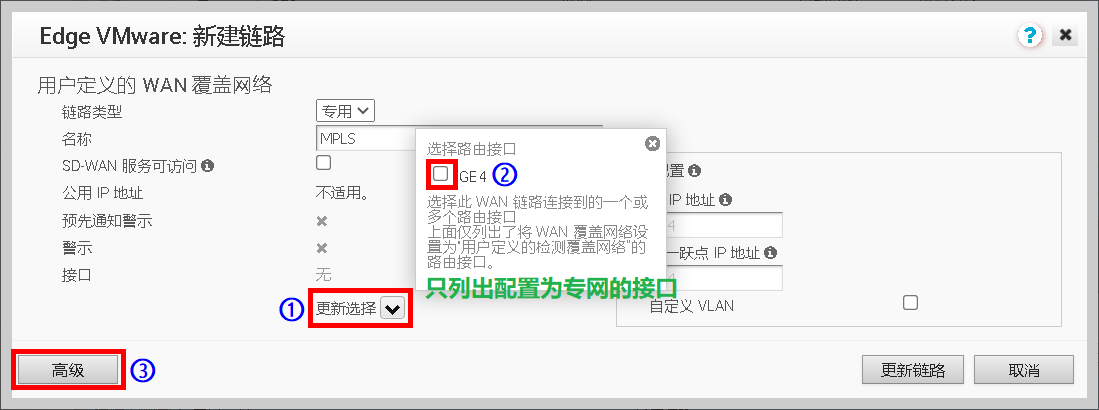 Edge VMware: 新建链路
?
用户定义的 WAN 覆盖网络
链路类型
专用
名称
MPLS
SD-WAN 服务可访问
公用 IP 地址
不适用。
预先通知警示
警示
接口
无
①
更新选择
选择路由接口
GE4
②
选择此 WAN 链路连接到的一个或
多个路由接口
上面仅列出了将 WAN 覆盖网络设
置为"用户定义的检测覆盖网络"的
路由接口。
只列出配置为专网的接口
配置
IP 地址
4
一跃点 IP 地址
4
自定义 VLAN
高级
③
更新链路
取消